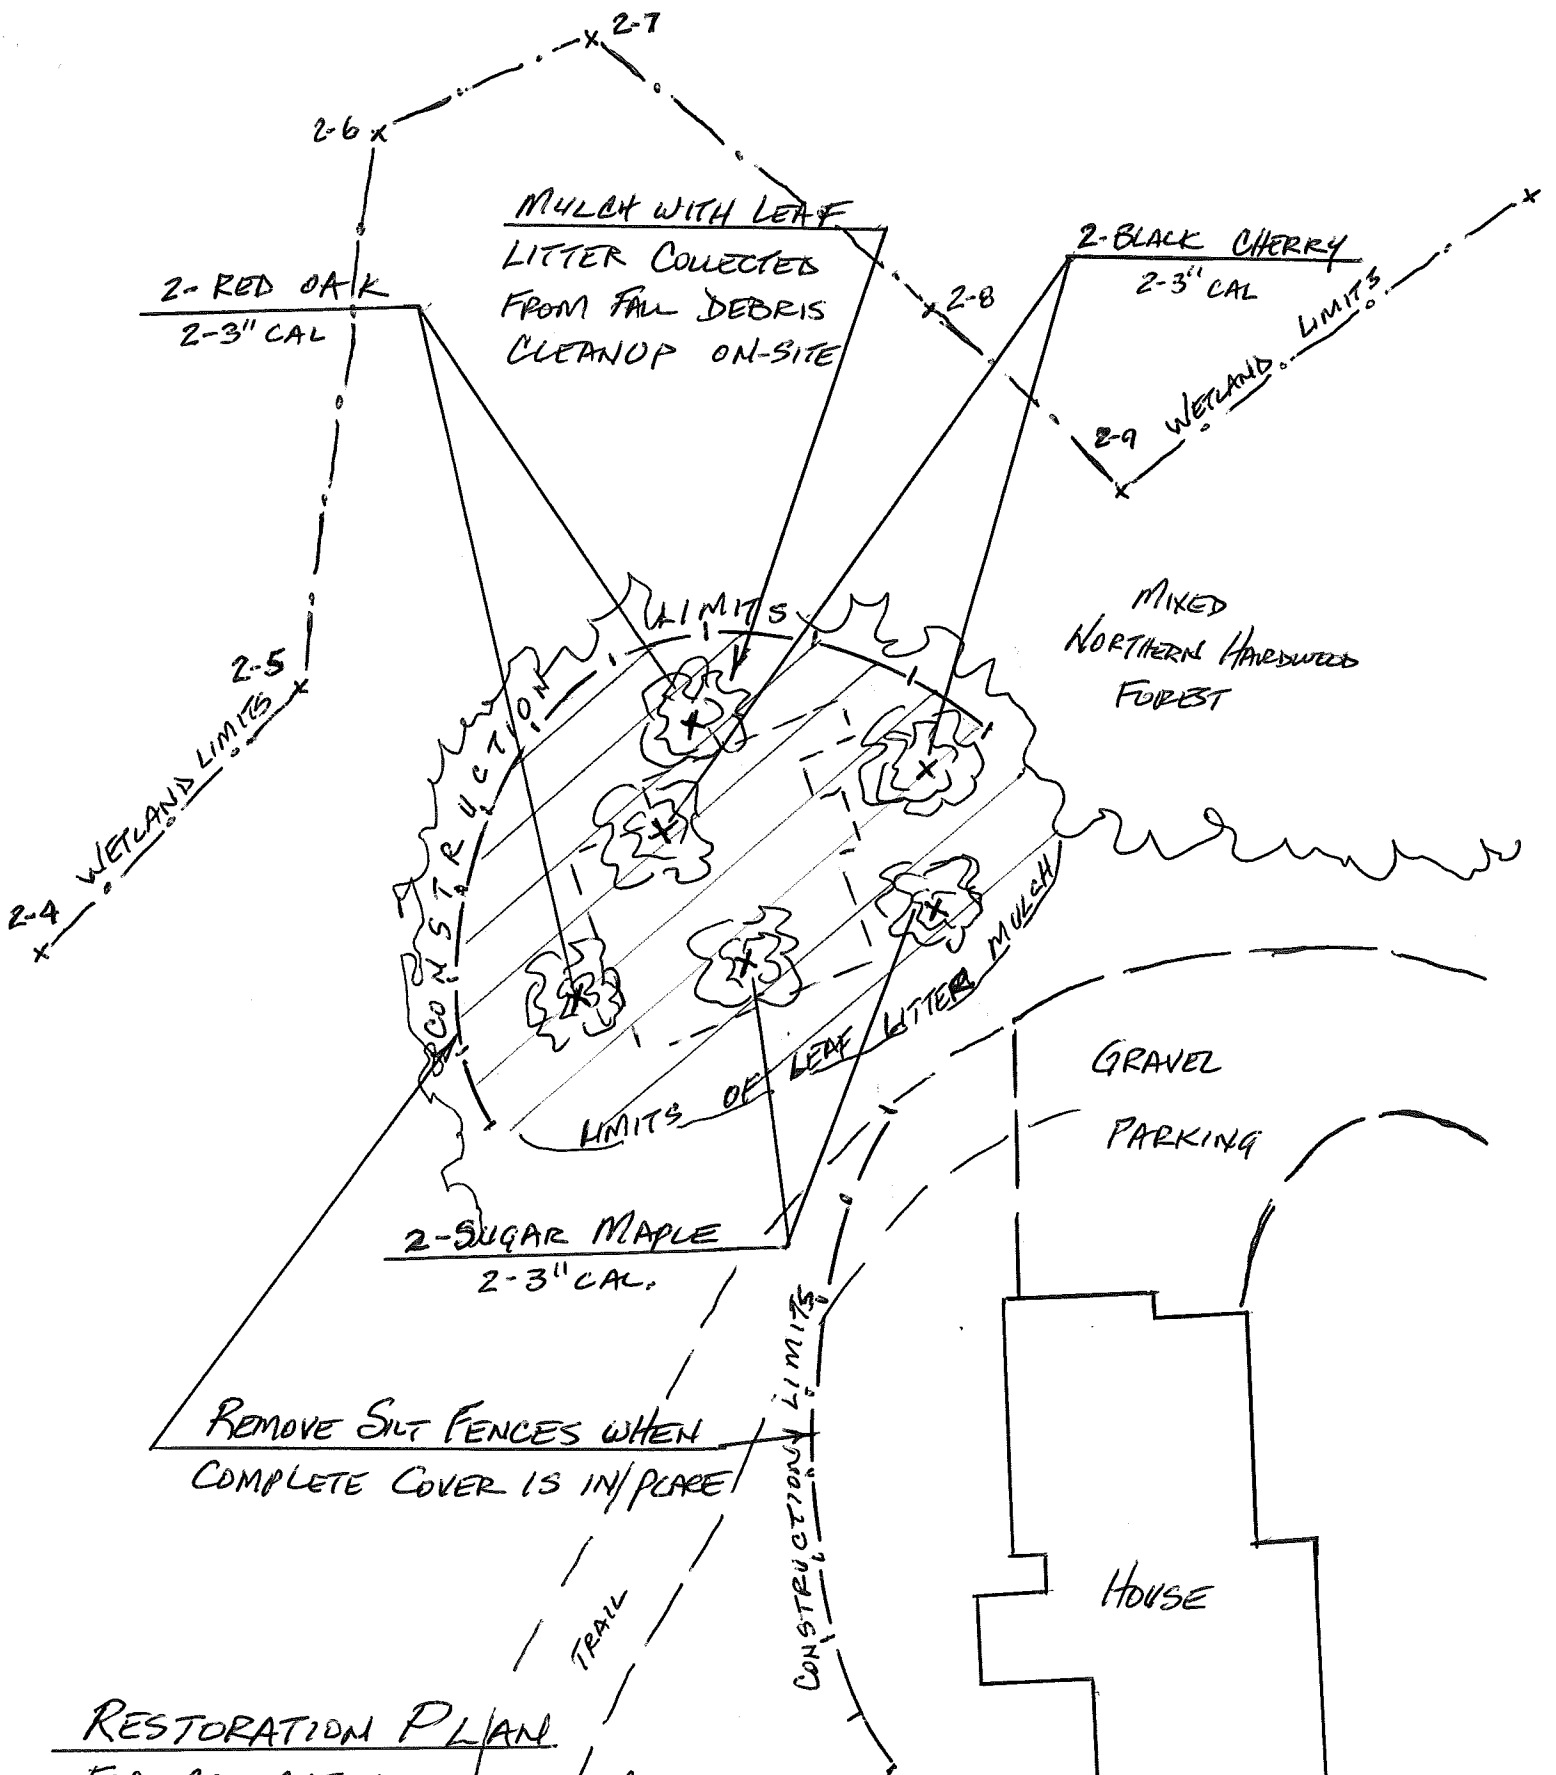 2-7
2-6
MULCH WITH LEAF
LITTER COLLECTED
FROM FALL DEBRIS
CLEANUP ON-SITE
2-BLACK CHERRY
2-3" CAL
2-RED OAK
2-3" CAL
2-8
WETLAND LIMITS
2-9
MIXED
NORTHERN HARDWOOD
FOREST
2-5
WETLAND LIMITS
2-4
CONSTRUCTION LIMITS
LIMITS OF LEAF LITTER MULCH
GRAVEL
PARKING
2-SUGAR MAPLE
2-3" CAL.
REMOVE SILT FENCES WHEN
COMPLETE COVER IS IN PLACE
CONSTRUCTION LIMITS
HOUSE
TRAIL
RESTORATION PLAN